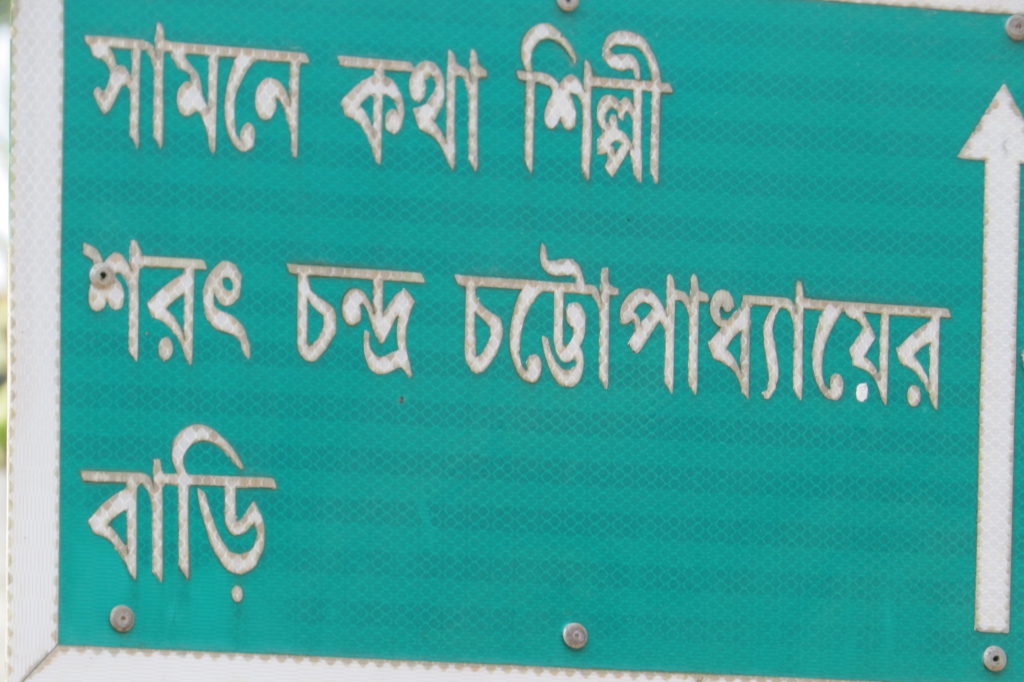 সামনে কথা শিল্পী
শরৎ চন্দ্র চট্টোপাধ্যায়ের
বাড়ি